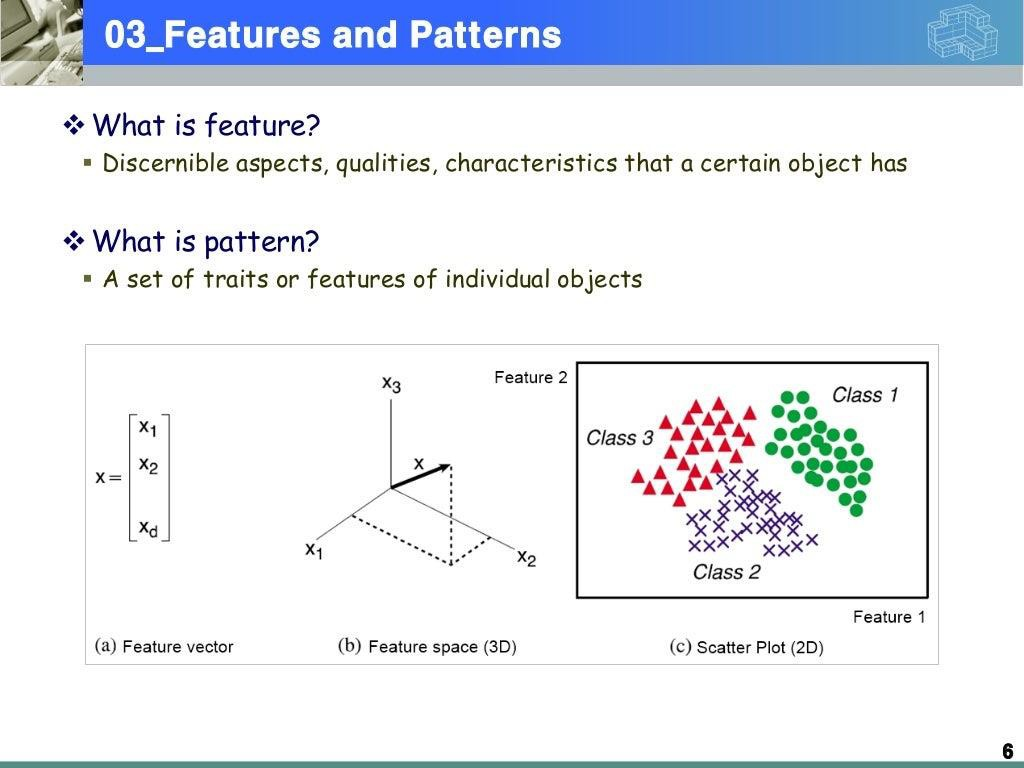 03_Features and Patterns
❖ What is feature?
▪ Discernible aspects, qualities, characteristics that a certain object has
❖ What is pattern?
▪ A set of traits or features of individual objects
x =
x1
x2
xd
x3
x
x1
x2
Feature 2
Class 1
Class 3
Class 2
Feature 1
(a) Feature vector
(b) Feature space (3D)
(c) Scatter Plot (2D)
6